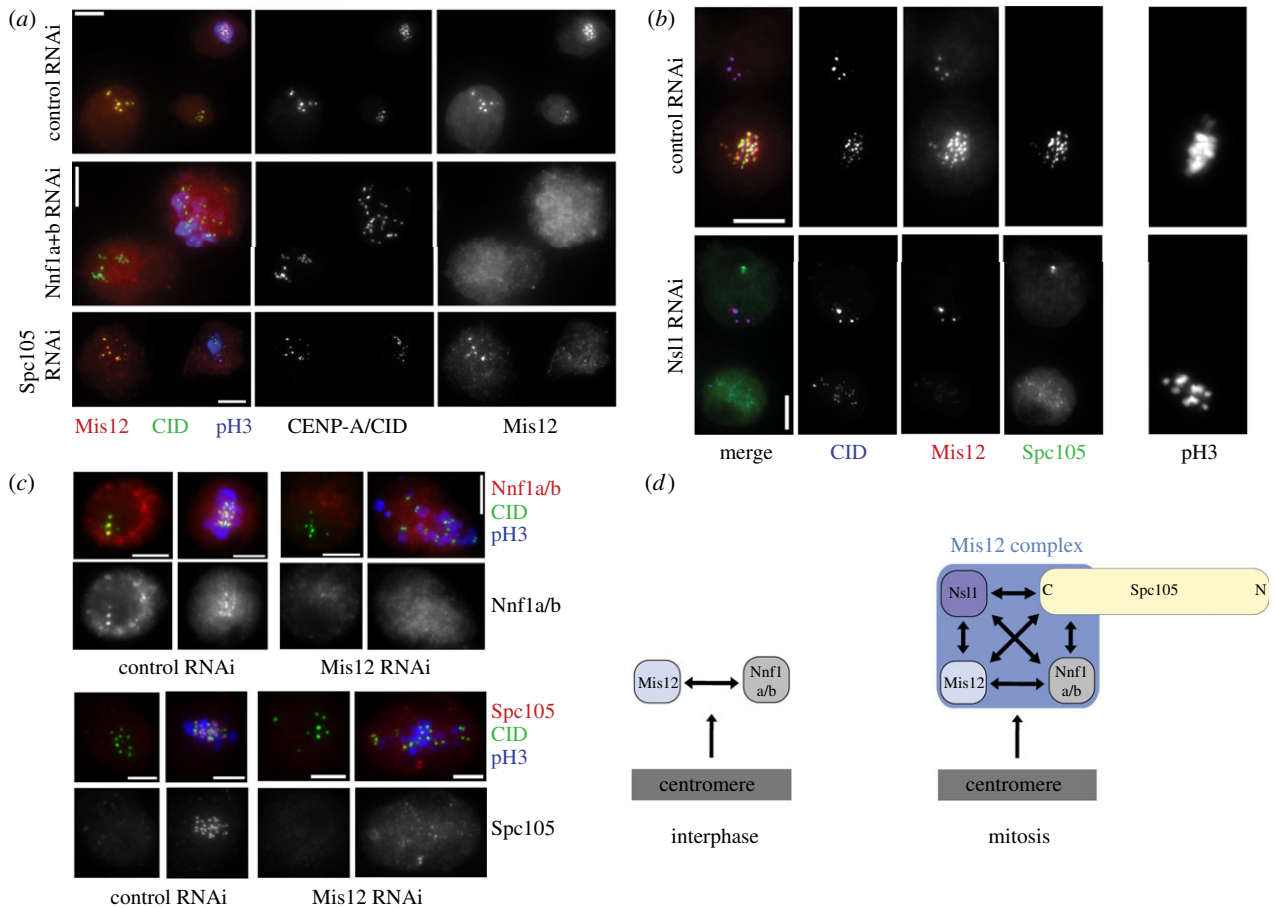 (a)
control RNAi
Nnf1a+b RNAi
Spc105
RNAi
Mis12 CID pH3 CENP-A/CID Mis12
(b)
control RNAi
Nsl1 RNAi
merge CID Mis12 Spc105 pH3
(c)
Nnf1a/b
CID
pH3
Nnf1a/b
control RNAi Mis12 RNAi
Spc105
CID
pH3
Spc105
control RNAi Mis12 RNAi
(d)
Mis12 complex
Nsl1 C Spc105 N
Mis12 Nnf1
a/b
Mis12 Nnf1
a/b
centromere centromere
interphase mitosis